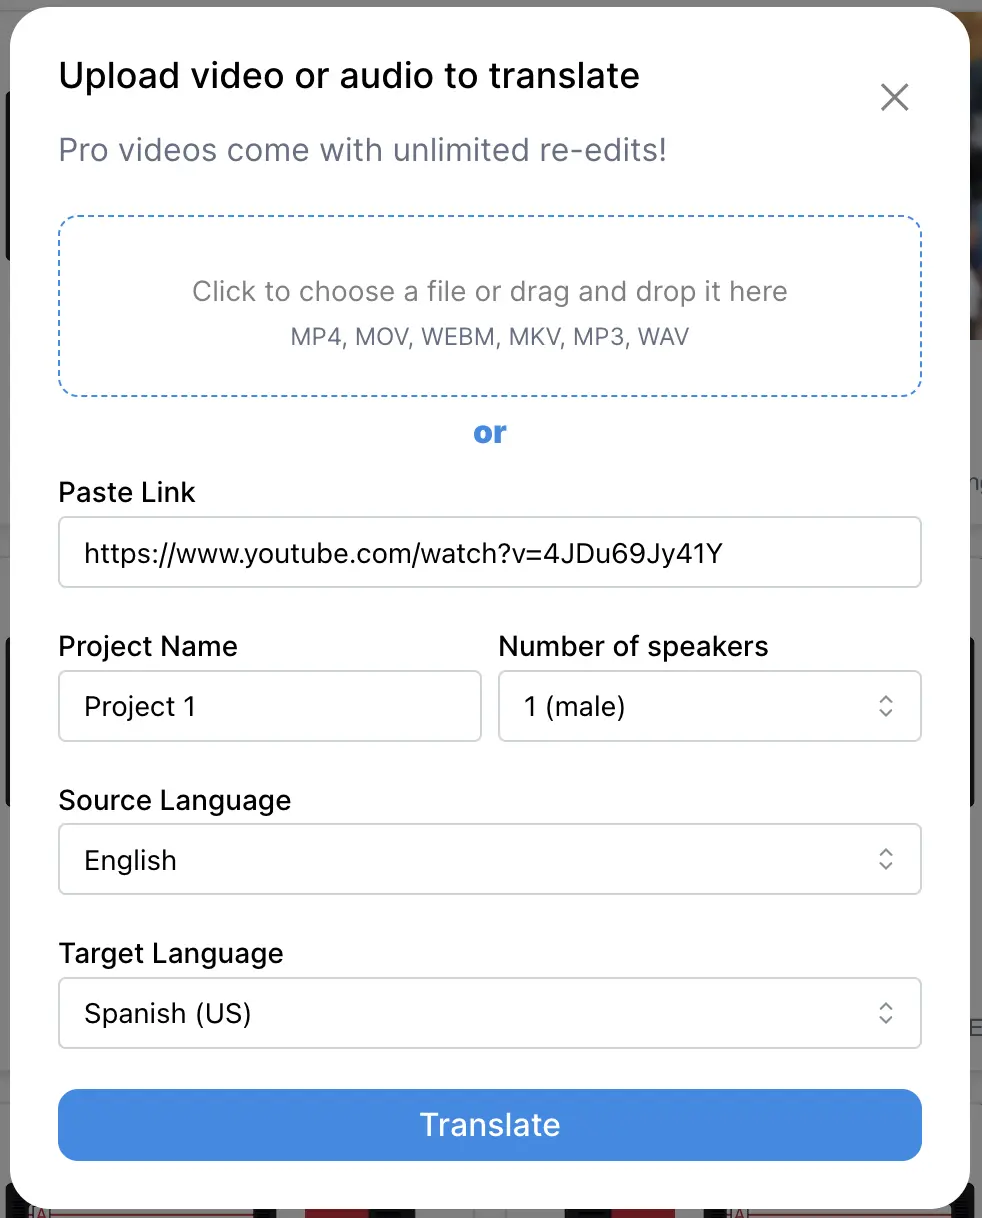 Upload video or audio to translate
Pro videos come with unlimited re-edits!
Click to choose a file or drag and drop it here
MP4, MOV, WEBM, MKV, MP3, WAV
or
Paste Link
https://www.youtube.com/watch?v=4JDu69Jy41Y
Project Name
Number of speakers
Project 1
1 (male)
Source Language
English
Target Language
Spanish (US)
Translate